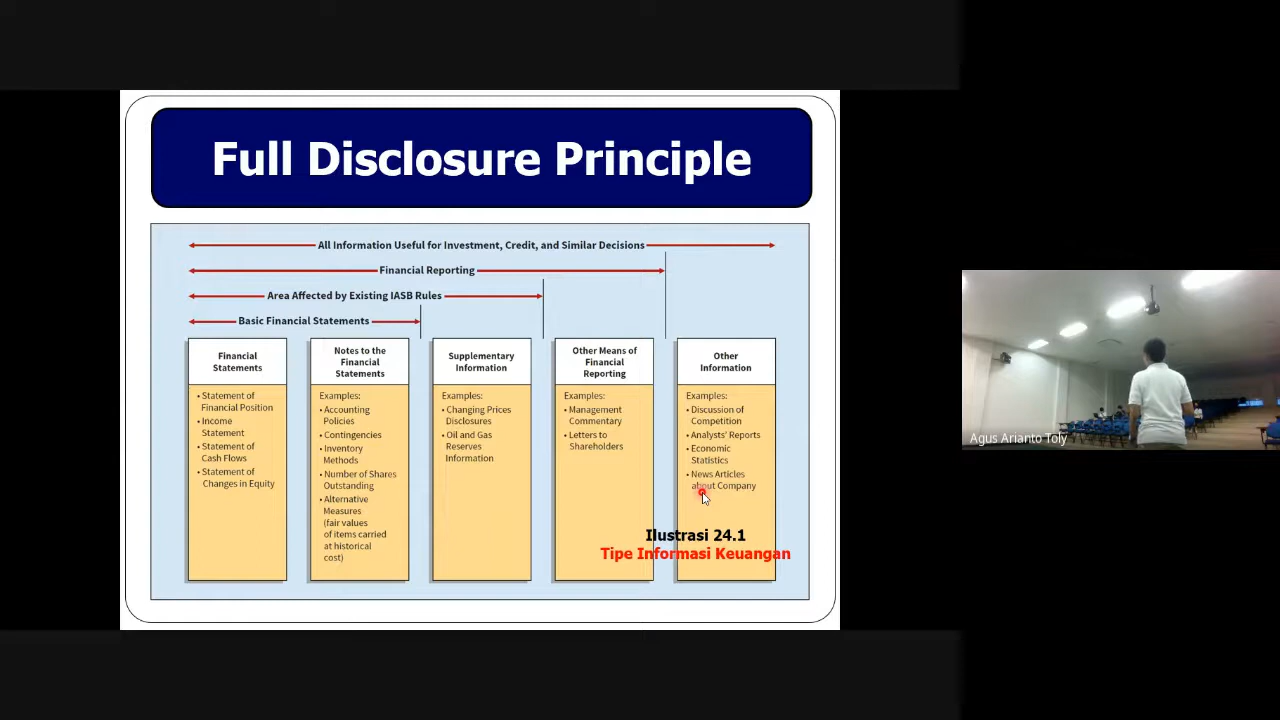 Full Disclosure Principle
All Information Useful for Investment, Credit, and Similar Decisions
Financial Reporting
Area Affected by Existing IASB Rules
Basic Financial Statements
Financial
Statements
• Statement of
Financial Position
• Income
Statement
• Statement of
Cash Flows
• Statement of
Changes in Equity
Notes to the
Financial
Statements
Examples:
• Accounting
Policies
• Contingencies
• Inventory
Methods
• Number of Shares
Outstanding
• Alternative
Measures
(fair values
of items carried
at historical
cost)
Supplementary
Information
Examples:
• Changing Prices
Disclosures
• Oil and Gas
Reserves
Information
Other Means of
Financial
Reporting
Examples:
• Management
Commentary
• Letters to
Shareholders
Other
Information
Examples:
• Discussion of
Competition
• Analysts' Reports
• Economic
Statistics
• News Articles
about Company
Ilustrasi 24.1
Tipe Informasi Keuangan
Agus Arianto Toly